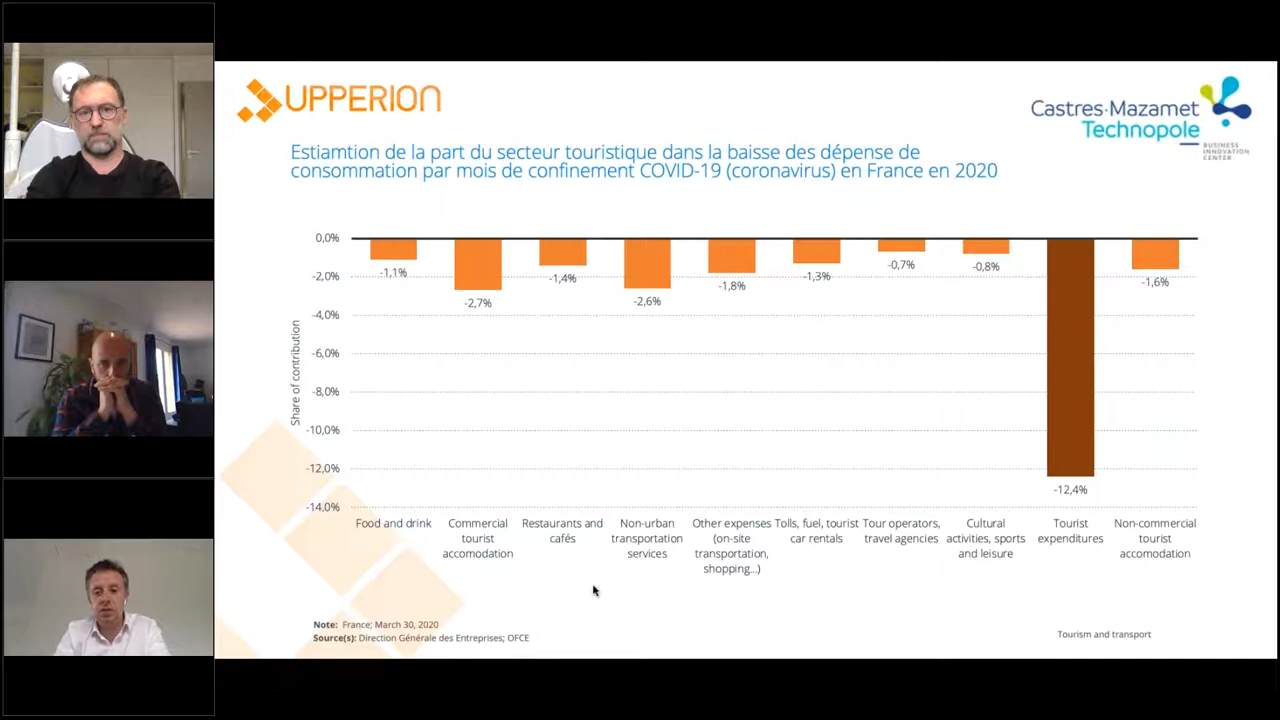 UPPERION
Castres·Mazamet
Technopole
BUSINESS
INNOVATION
CENTER
Estiamtion de la part du secteur touristique dans la baisse des dépense de
consommation par mois de confinement COVID-19 (coronavirus) en France en 2020
Share of contribution
0,0%
-2,0%
-4,0%
-6,0%
-8,0%
-10,0%
-12,0%
-14,0%
-1,1%
-2,7%
-1,4%
-2,6%
-1,8%
-1,3%
-0,7%
-0,8%
-12,4%
-1,6%
Food and drink
Commercial
tourist
accomodation
Restaurants and
cafés
Non-urban
transportation
services
Other expenses
(on-site
transportation,
shopping...)
Tolls, fuel, tourist
car rentals
Tour operators,
travel agencies
Cultural
activities, sports
and leisure
Tourist
expenditures
Non-commercial
tourist
accomodation
Note: France; March 30, 2020
Source(s): Direction Générale des Entreprises; OFCE
Tourism and transport